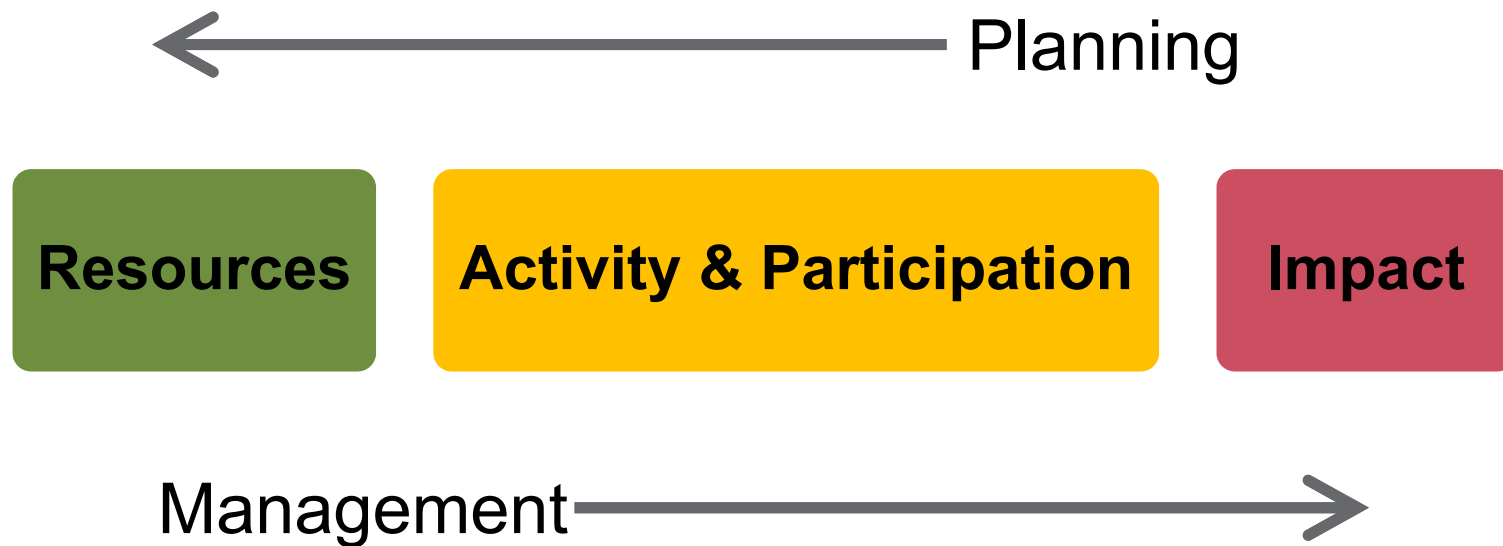 Planning
Resources
Activity & Participation
Impact
Management